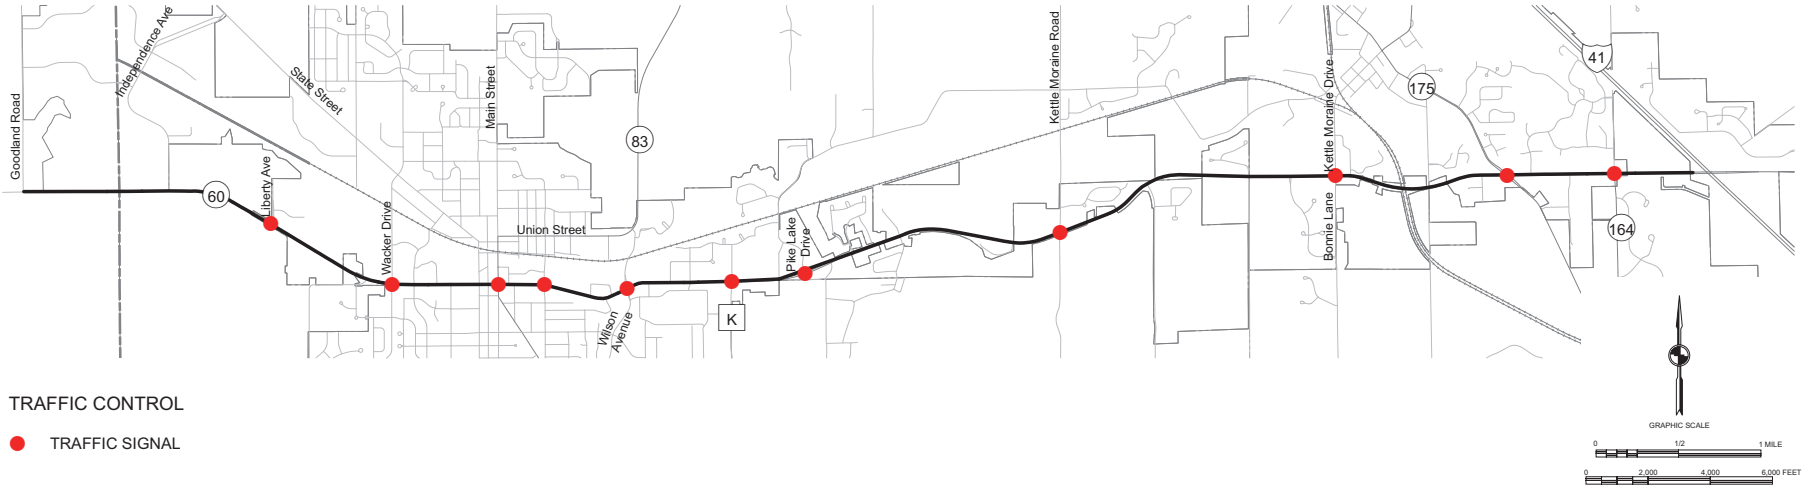 Goodland Road
Independence Ave
State Street
Main Street
83
Kettle Moraine Road
Kettle Moraine Drive
175
41
60
Liberty Ave
Wacker Drive
Union Street
Pike Lake
Drive
Bonnie Lane
164
Wilson
Avenue
K
TRAFFIC CONTROL
TRAFFIC SIGNAL
GRAPHIC SCALE
0 1/2 1 MILE
0 2,000 4,000 6,000 FEET